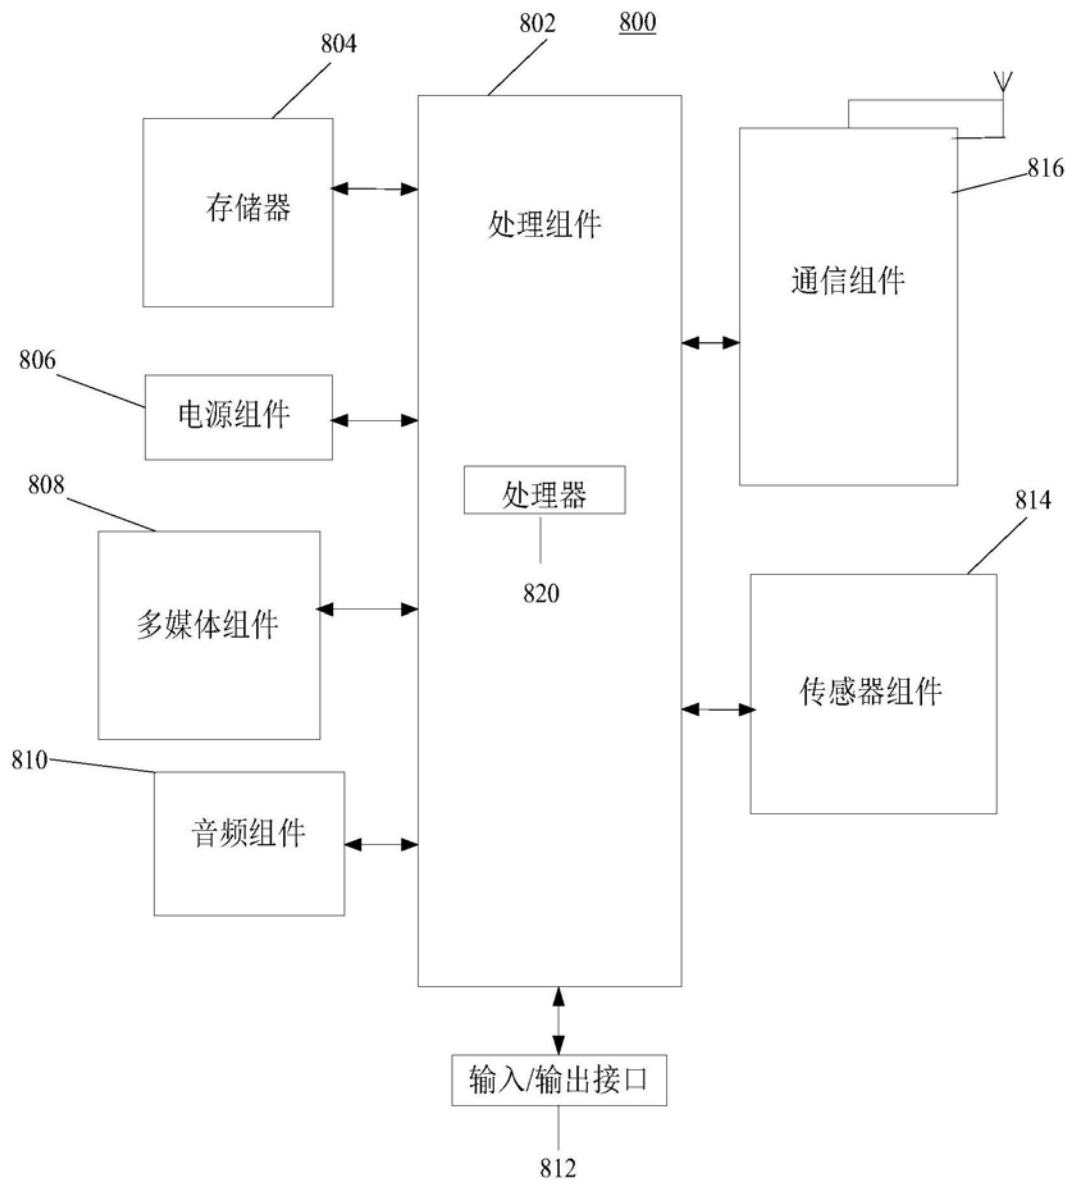 802
800
804
存储器
处理组件
816
通信组件
806
电源组件
808
处理器
814
820
多媒体组件
传感器组件
810
音频组件
输入/输出接口
812